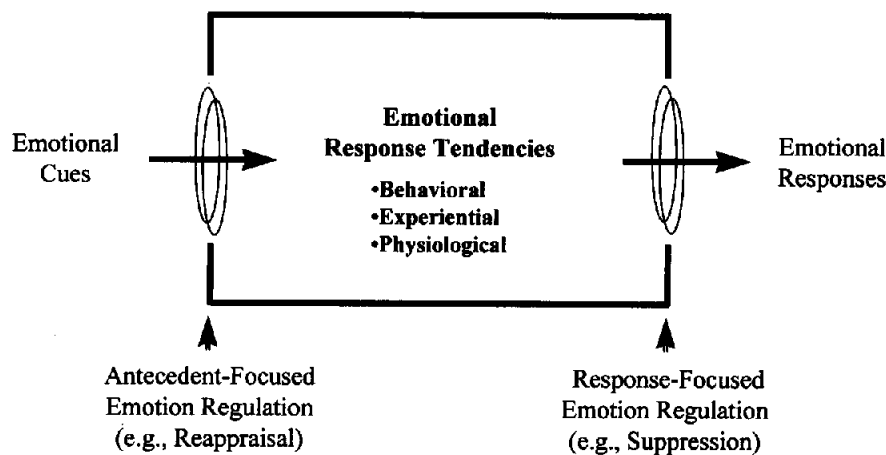 Emotional
Cues
Emotional
Response Tendencies
•Behavioral
•Experiential
•Physiological
Emotional
Responses
Antecedent-Focused
Emotion Regulation
(e.g., Reappraisal)
Response-Focused
Emotion Regulation
(e.g., Suppression)